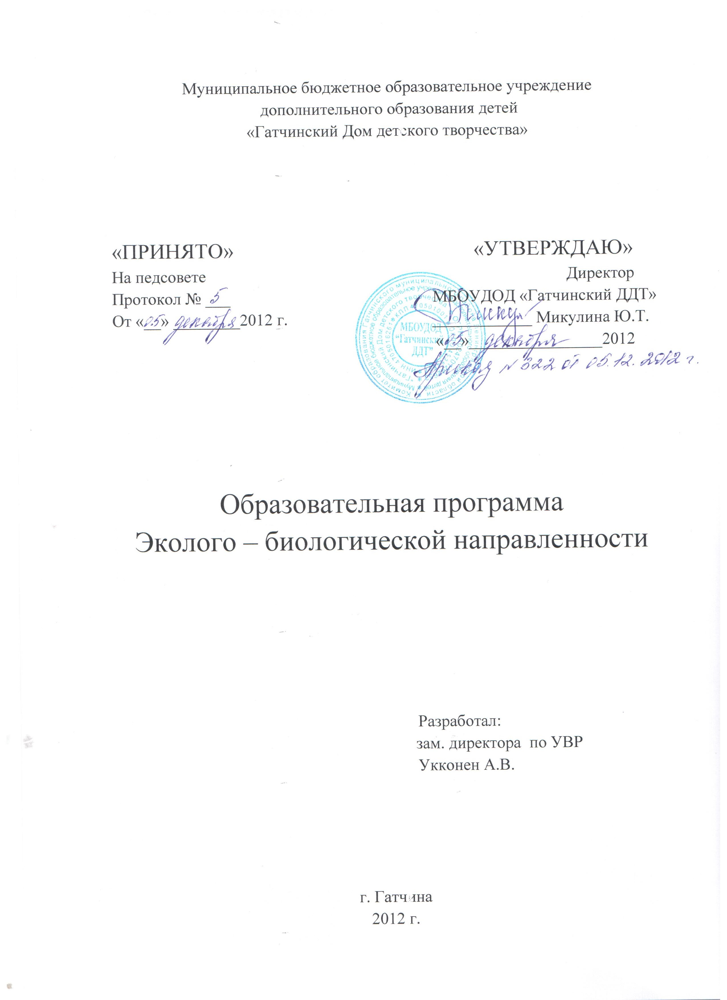 Муниципальное бюджетное образовательное учреждение
дополнительного образования детей
«Гатчинский Дом детского творчества»
«ПРИНЯТО»
На педсовете
Протокол № 5
От «05» декабря 2012 г.
«УТВЕРЖДАЮ»
Директор
МБОУДОД «Гатчинский ДДТ»
Микулина Ю.Т.
«05» декабря 2012
Приказ № 322 от 05.12.2012 г.
МБОУДОД
"Гатчинский
ДДТ"
Образовательная программа
Эколого – биологической направленности
Разработал:
зам. директора по УВР
Укконен А.В.
г. Гатчина
2012 г.